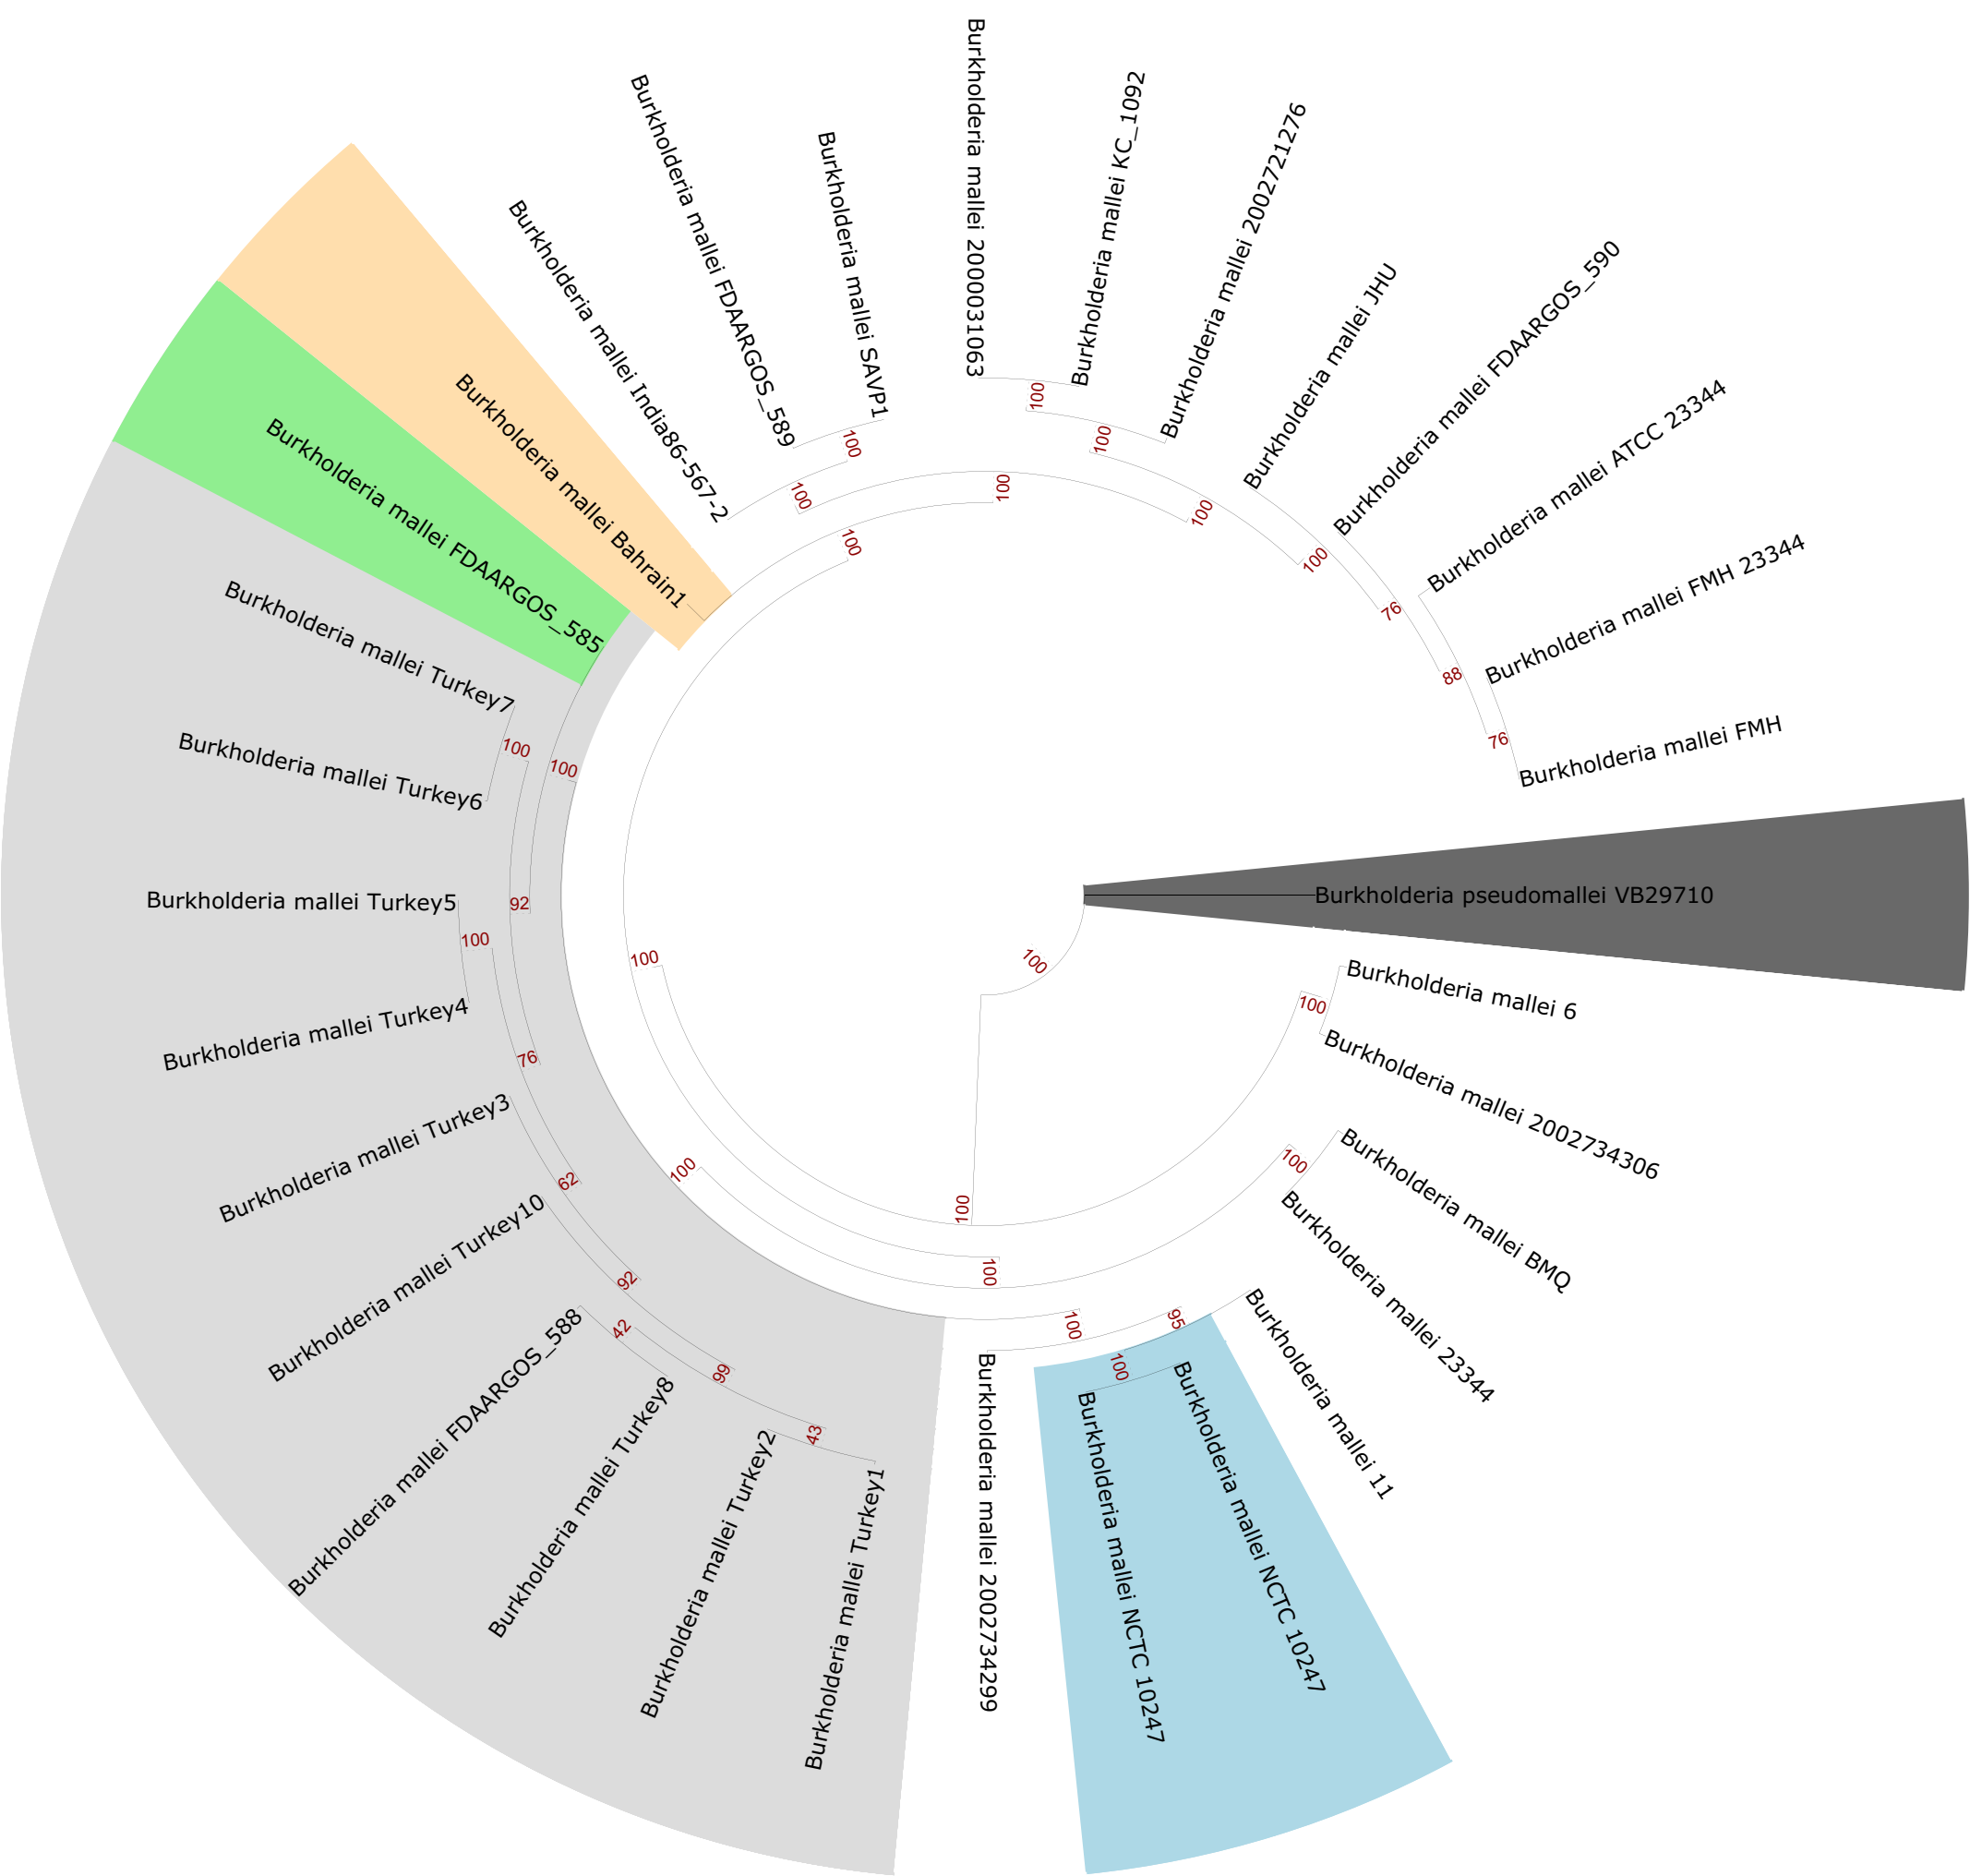 Burkholderia mallei 2000031063
Burkholderia mallei KC_1092
Burkholderia mallei 2002721276
Burkholderia mallei JHU
Burkholderia mallei FDAARGOS_590
Burkholderia mallei ATCC 23344
Burkholderia mallei FMH 23344
Burkholderia mallei FMH
Burkholderia pseudomallei VB29710
Burkholderia mallei 6
Burkholderia mallei 2002734306
Burkholderia mallei BMQ
Burkholderia mallei 23344
Burkholderia mallei 11
Burkholderia mallei NCTC 10247
Burkholderia mallei NCTC 10247
Burkholderia mallei 2002734299
Burkholderia mallei Turkey1
Burkholderia mallei Turkey2
Burkholderia mallei Turkey8
Burkholderia mallei FDAARGOS_588
Burkholderia mallei Turkey10
Burkholderia mallei Turkey3
Burkholderia mallei Turkey4
Burkholderia mallei Turkey5
Burkholderia mallei Turkey6
Burkholderia mallei Turkey7
Burkholderia mallei FDAARGOS_585
Burkholderia mallei Bahrain1
Burkholderia mallei India86-567-2
Burkholderia mallei FDAARGOS_589
Burkholderia mallei SAVP1
100
100
100
100
76
88
76
100
100
100
100
100
100
100
92
100
76
62
92
42
99
43
100
100
100
100
100
95
100
100
100
100